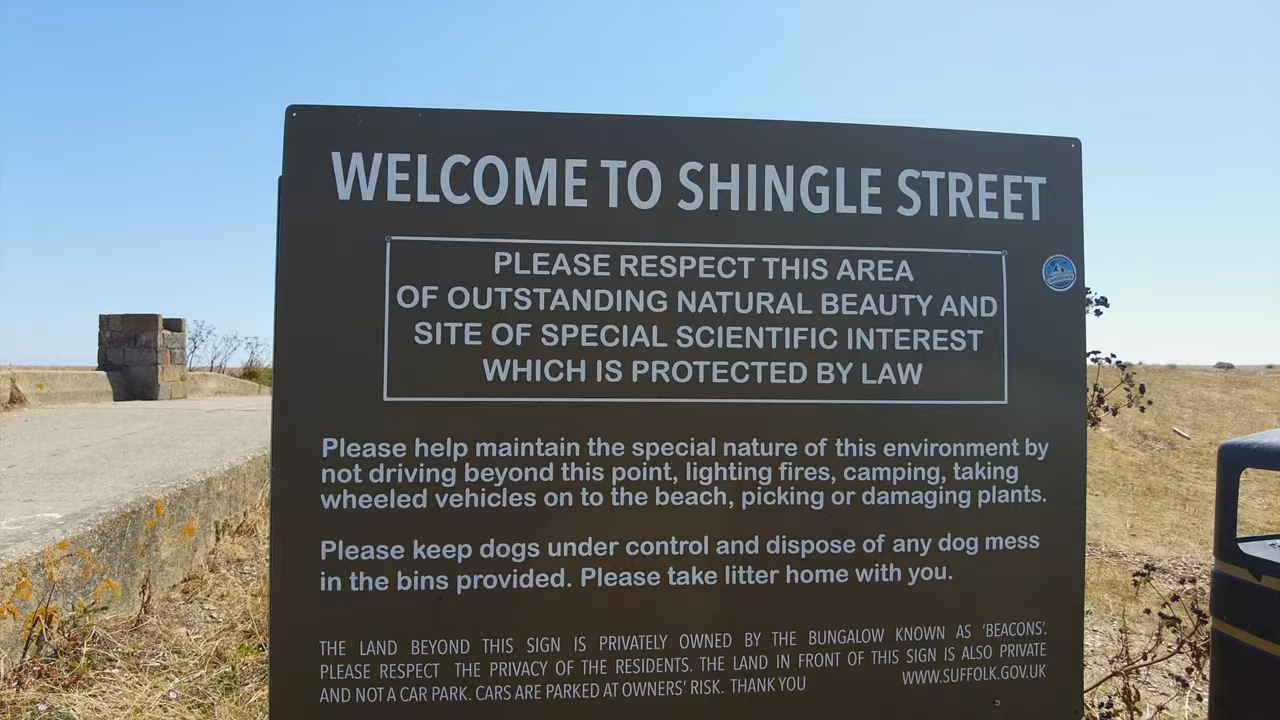 WELCOME TO SHINGLE STREET
PLEASE RESPECT THIS AREA
OF OUTSTANDING NATURAL BEAUTY AND
SITE OF SPECIAL SCIENTIFIC INTEREST
WHICH IS PROTECTED BY LAW
Please help maintain the special nature of this environment by
not driving beyond this point, lighting fires, camping, taking
wheeled vehicles on to the beach, picking or damaging plants.
Please keep dogs under control and dispose of any dog mess
in the bins provided. Please take litter home with you.
THE LAND BEYOND THIS SIGN IS PRIVATELY OWNED BY THE BUNGALOW KNOWN AS ‘BEACONS’.
PLEASE RESPECT THE PRIVACY OF THE RESIDENTS. THE LAND IN FRONT OF THIS SIGN IS ALSO PRIVATE
AND NOT A CAR PARK. CARS ARE PARKED AT OWNERS’ RISK. THANK YOU
WWW.SUFFOLK.GOV.UK